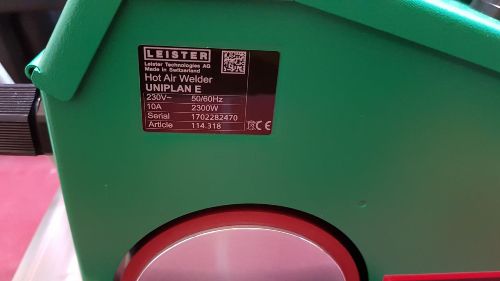 LEISTER
Leister Technologies AG
Made in Switzerland
Hot Air Welder
UNIPLAN E
230V~ 50/60Hz
10A 2300W
Serial 1702282470
Article 114.318
CE